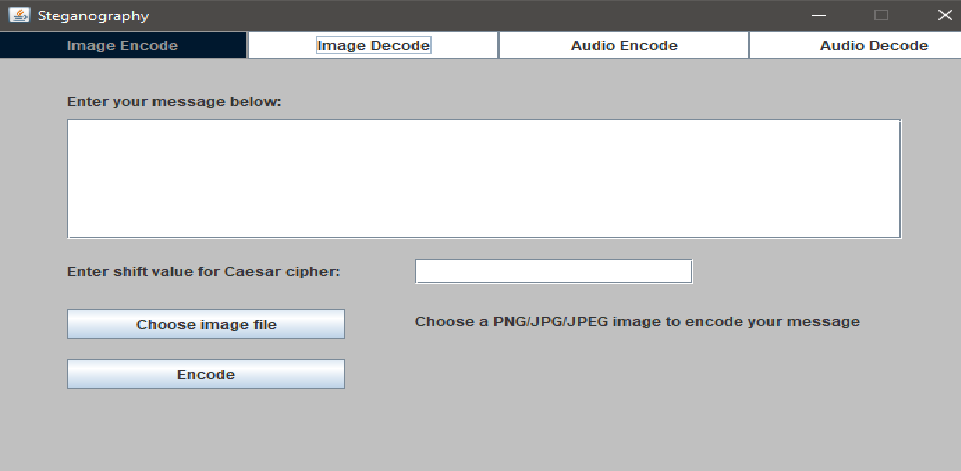 Steganography
Image Encode Image Decode Audio Encode Audio Decode
Enter your message below:
Enter shift value for Caesar cipher:
Choose image file Choose a PNG/JPG/JPEG image to encode your message
Encode